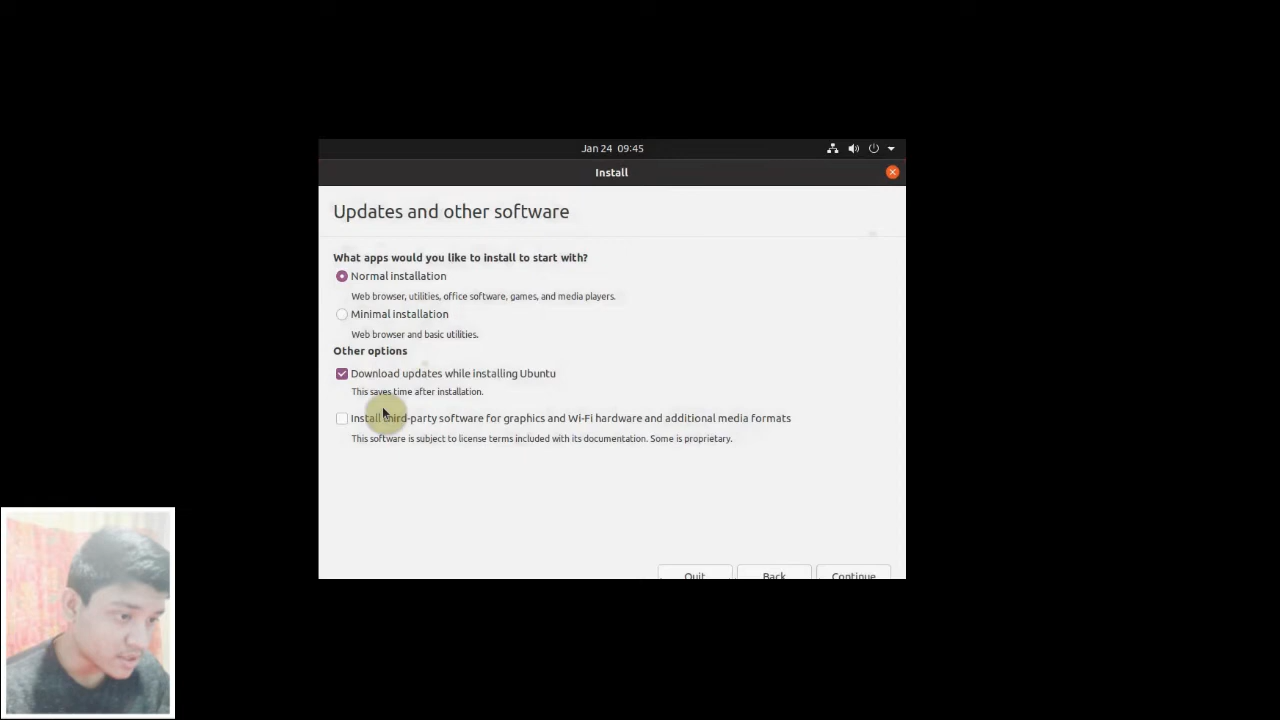 Jan 24 09:45
Install
Updates and other software
What apps would you like to install to start with?
Normal installation
Web browser, utilities, office software, games, and media players.
Minimal installation
Web browser and basic utilities.
Other options
Download updates while installing Ubuntu
This saves time after installation.
Install third-party software for graphics and Wi-Fi hardware and additional media formats
This software is subject to license terms included with its documentation. Some is proprietary.
Quit Back Continue